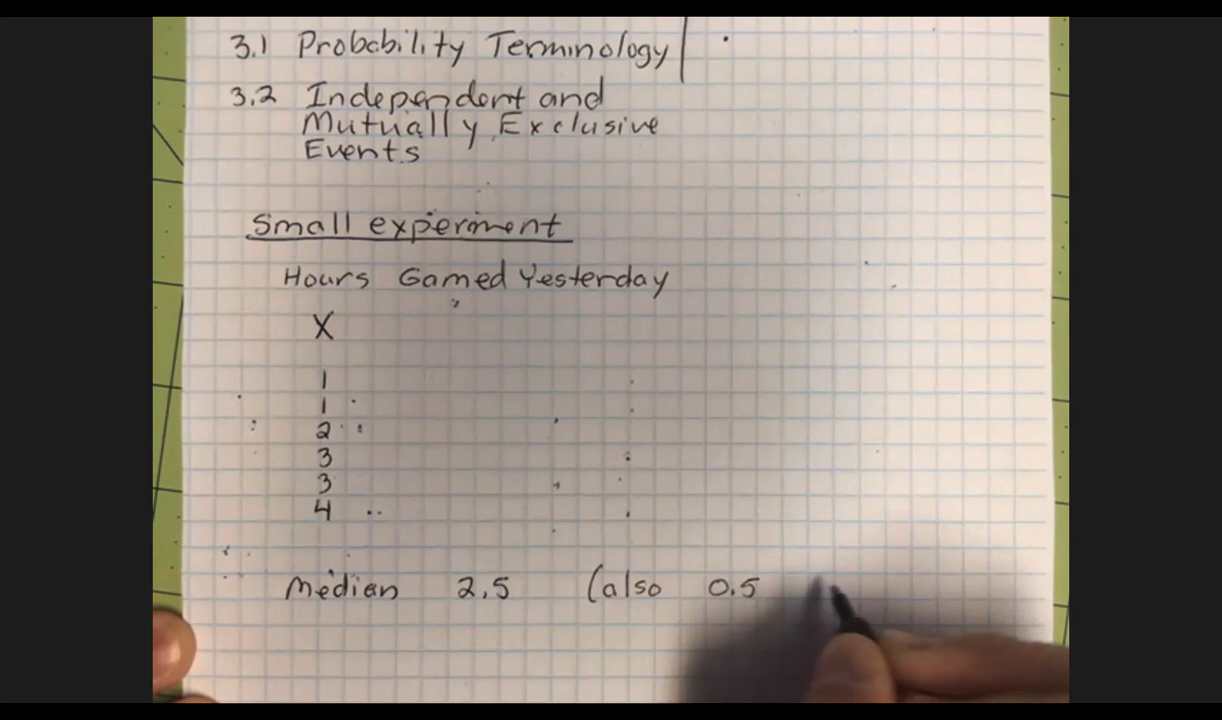 3.1 Probability Terminology
3.2 Independent and
Mutually Exclusive
Events
Small experiment
Hours Gamed Yesterday
X
1
1
2
3
3
4
Median 2.5 (also 0.5